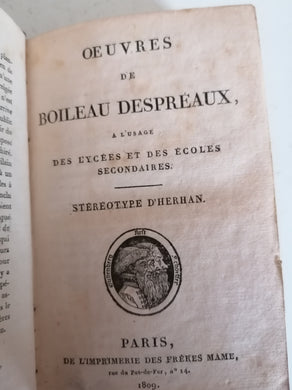 OEUVRES
DE
BOILEAU DESPRÉAUX,
A L'USAGE
DES LYCÉES ET DES ÉCOLES
SECONDAIRES.
STÉRÉOTYPE D'HERHAN.
PARIS,
DE L'IMPRIMERIE DES FRÈRES MAME,
rue du Pot-de-Fer, n° 14.
1809.